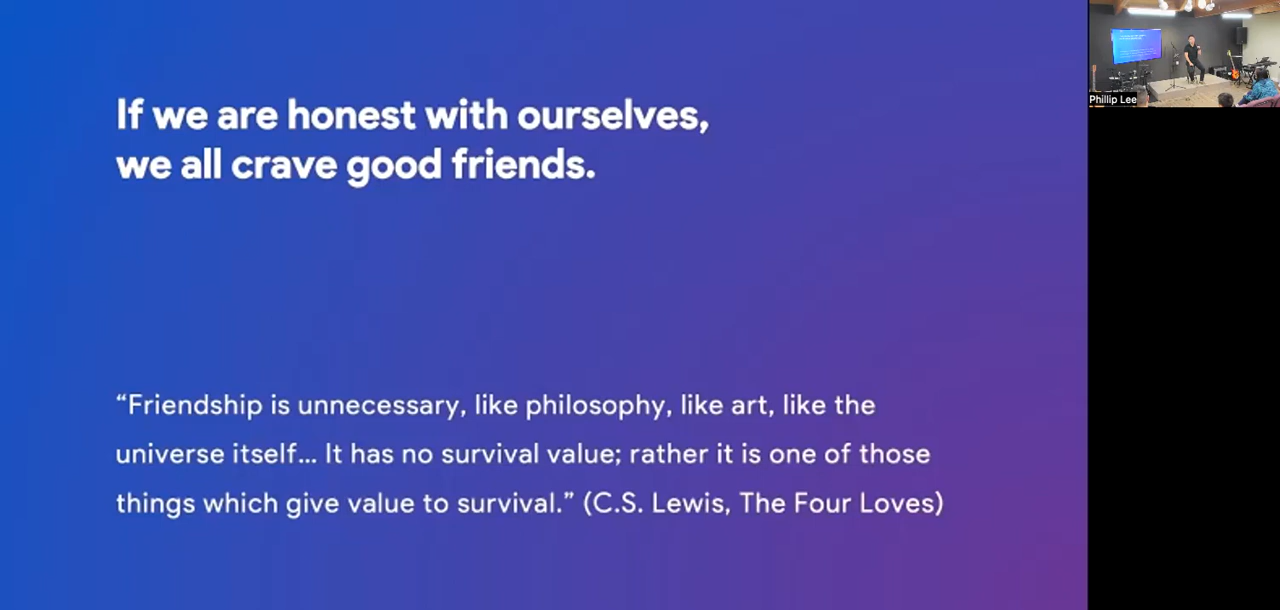 If we are honest with ourselves,
we all crave good friends.
“Friendship is unnecessary, like philosophy, like art, like the
universe itself... It has no survival value; rather it is one of those
things which give value to survival.” (C.S. Lewis, The Four Loves)
Phillip Lee